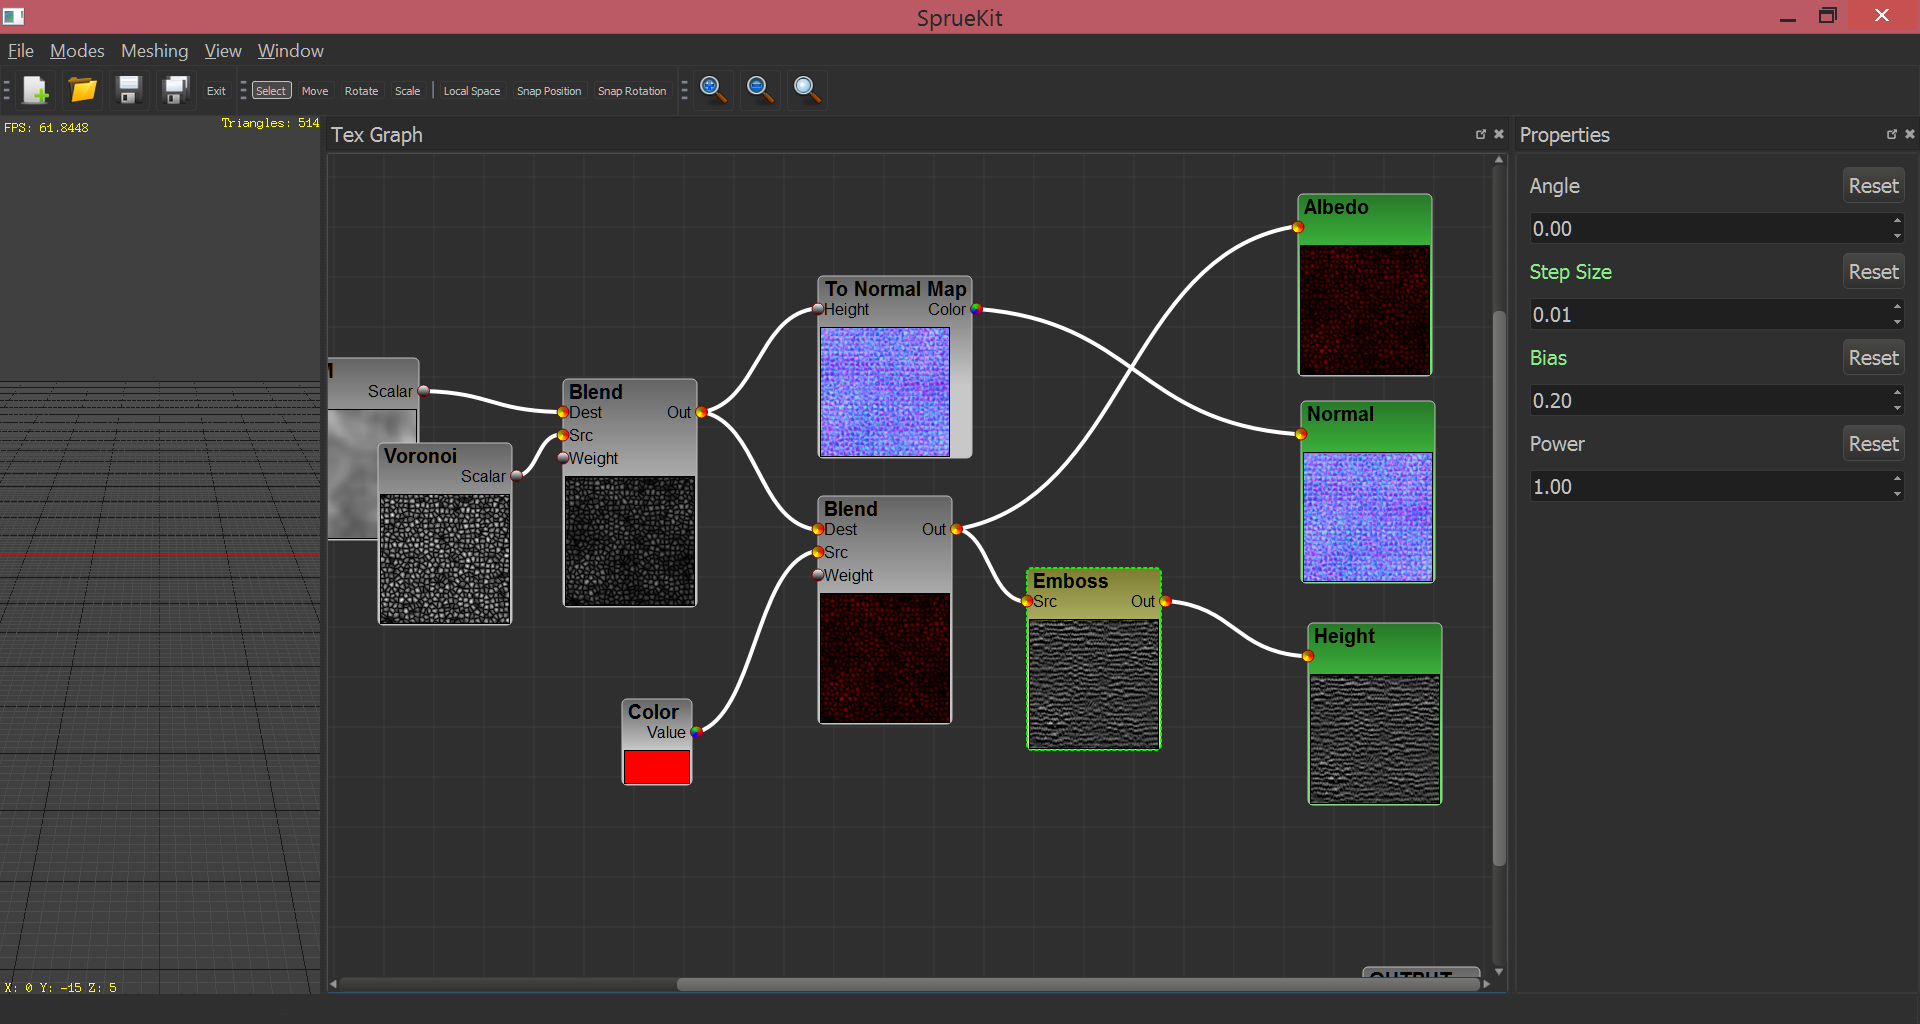 SprueKit
File Modes Meshing View Window
Exit Select Move Rotate Scale Local Space Snap Position Snap Rotation
FPS: 61.8448
Triangles: 514
X: 0 Y: -15 Z: 5
Tex Graph
Scalar
Voronoi
Scalar
Blend
Dest Out
Src
Weight
To Normal Map
Height Color
Blend
Dest Out
Src
Weight
Color
Value
Emboss
Src Out
Albedo
Normal
Height
OUTPUT
Properties
Angle Reset
0.00
Step Size Reset
0.01
Bias Reset
0.20
Power Reset
1.00